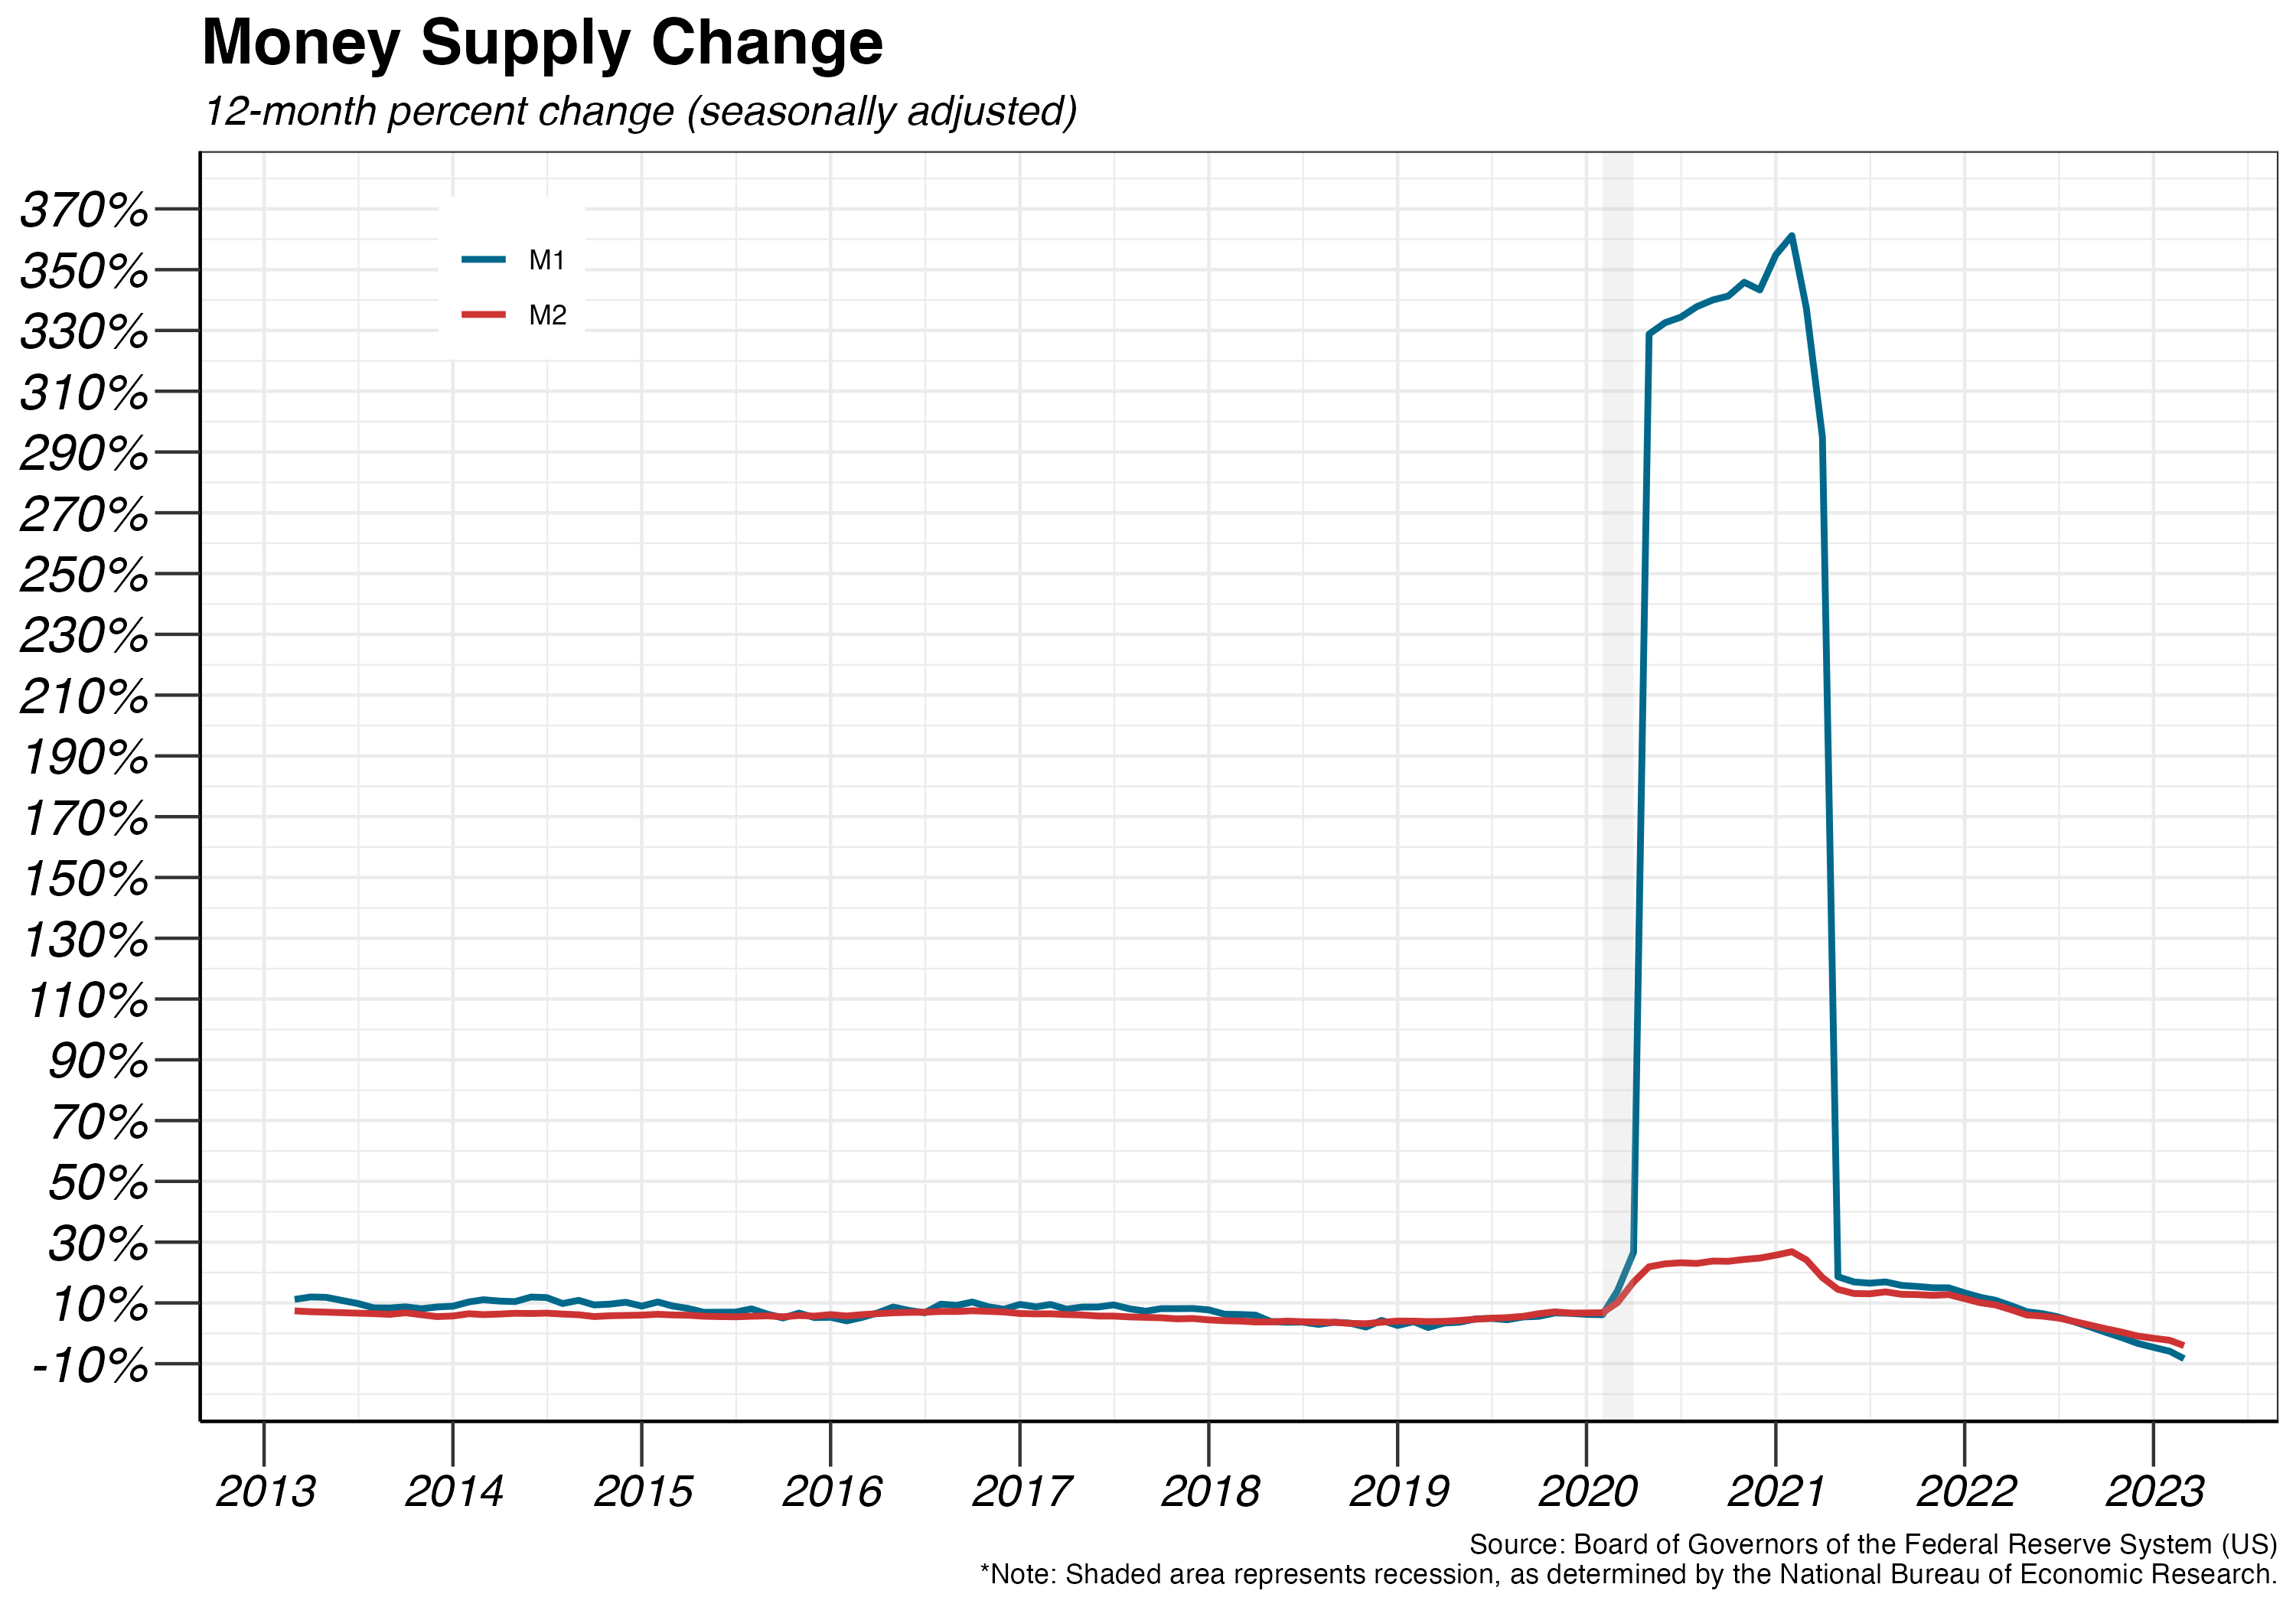 Money Supply Change
12-month percent change (seasonally adjusted)
370%
350%
330%
310%
290%
270%
250%
230%
210%
190%
170%
150%
130%
110%
90%
70%
50%
30%
10%
-10%
M1
M2
2013 2014 2015 2016 2017 2018 2019 2020 2021 2022 2023
Source: Board of Governors of the Federal Reserve System (US)
*Note: Shaded area represents recession, as determined by the National Bureau of Economic Research.